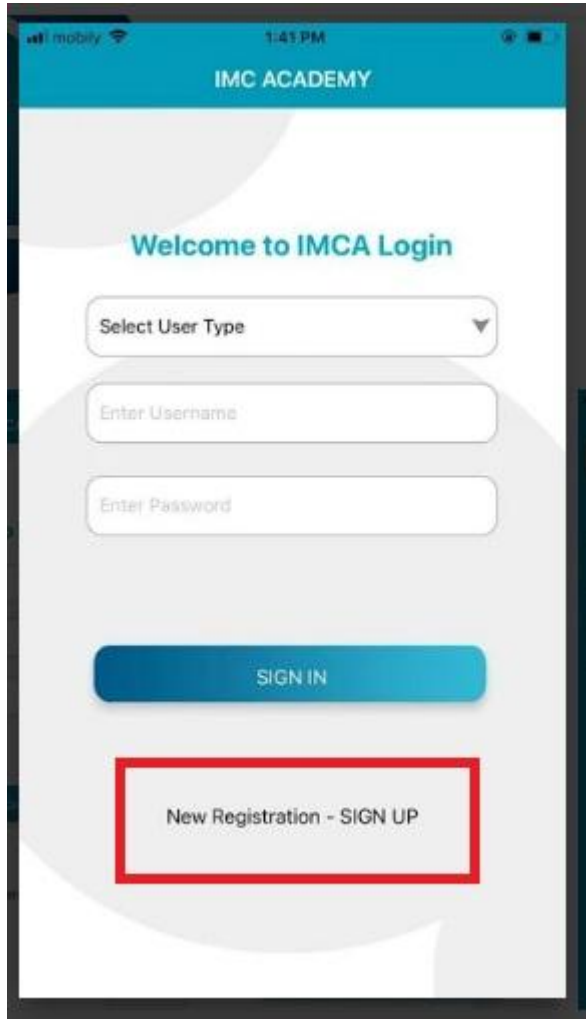 mobily 1:41 PM
IMC ACADEMY
Welcome to IMCA Login
Select User Type
Enter Username
Enter Password
SIGN IN
New Registration - SIGN UP